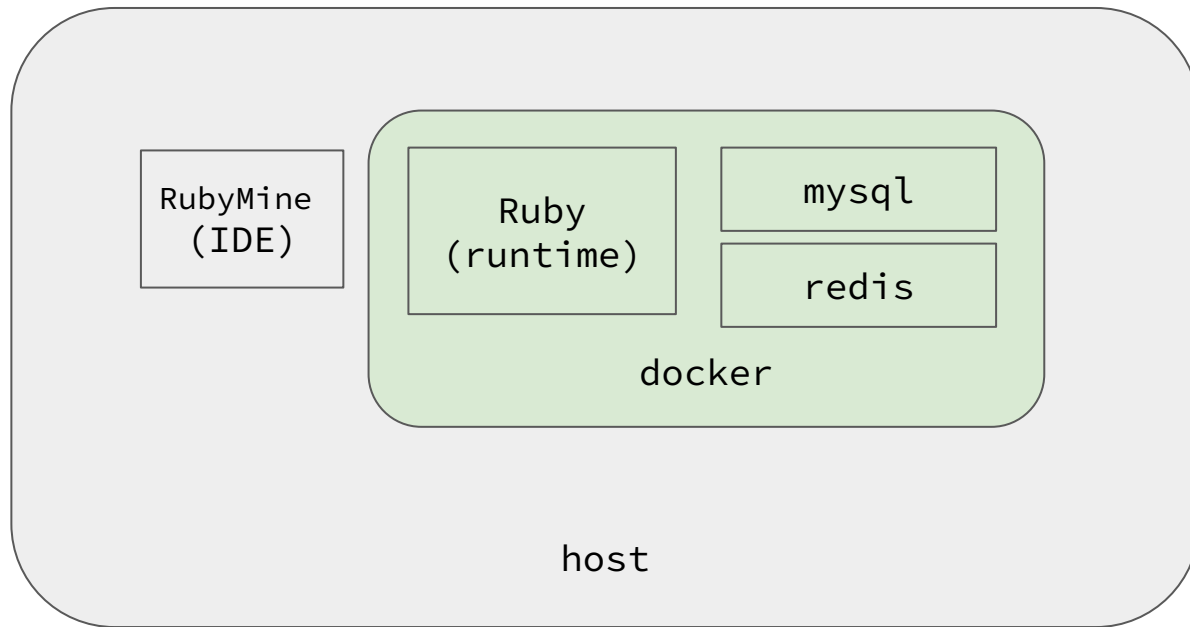 RubyMine
(IDE)
Ruby
(runtime)
mysql
redis
docker
host